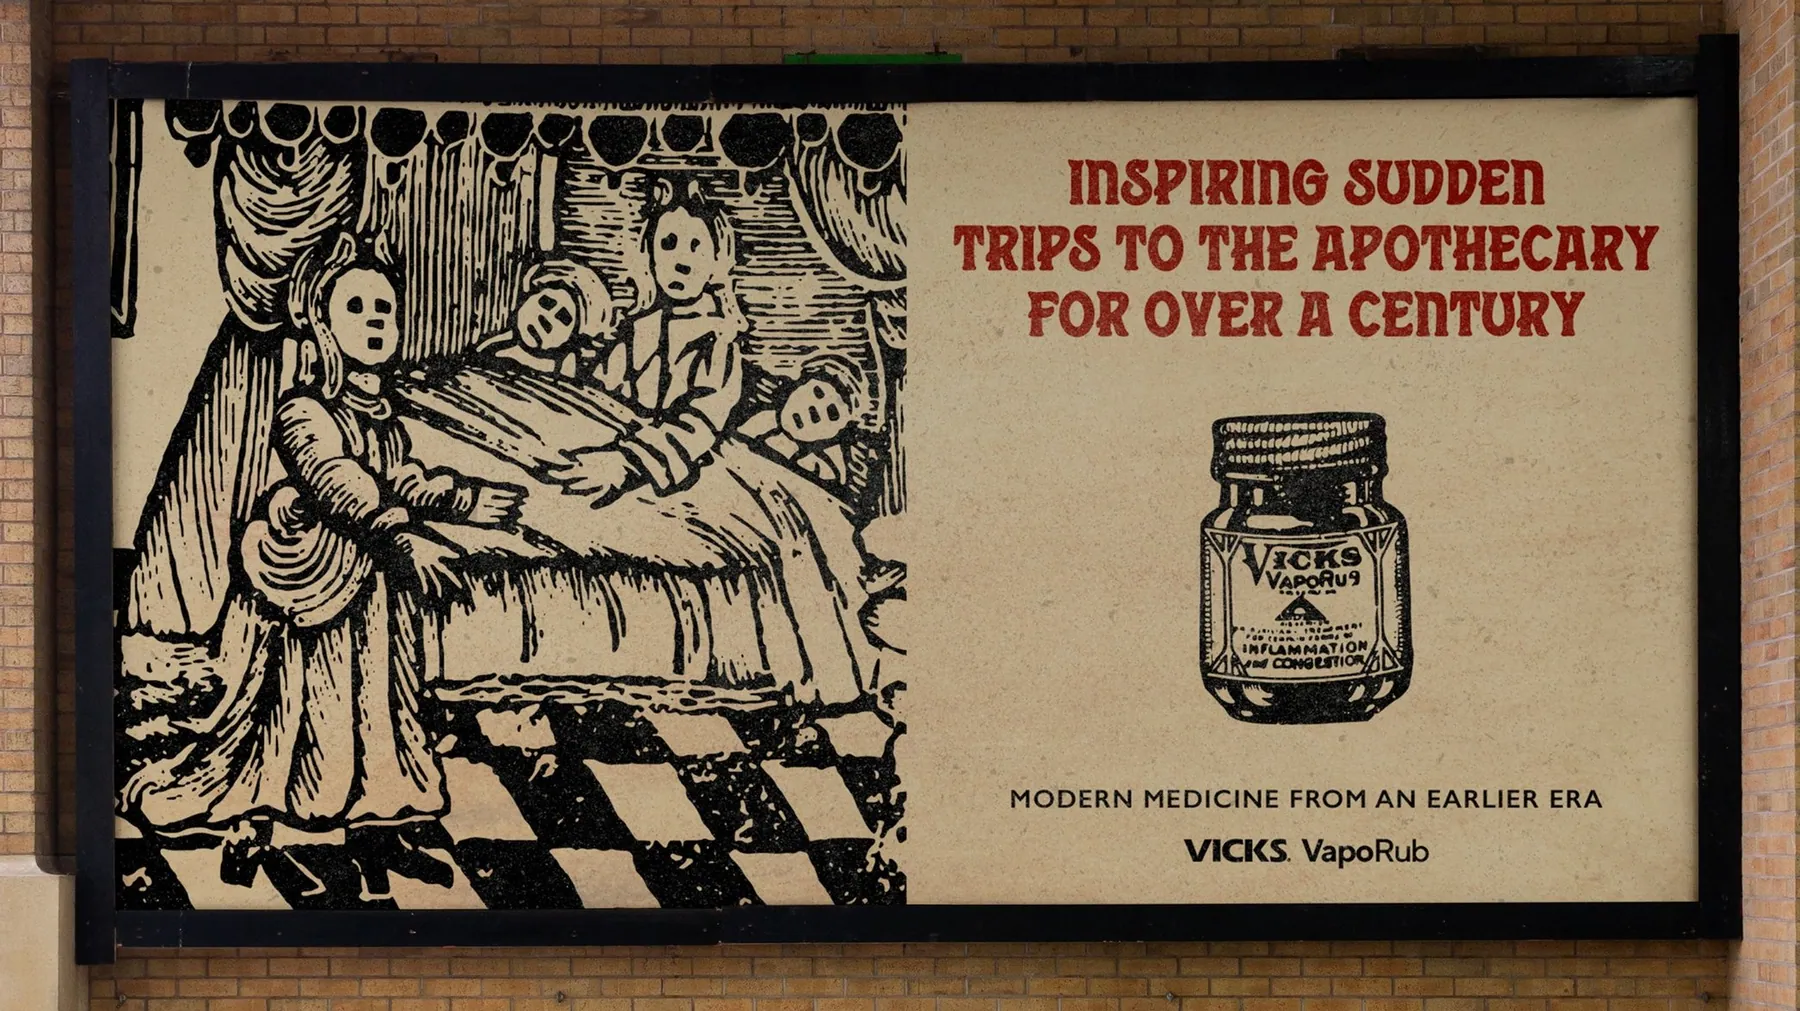 INSPIRING SUDDEN
TRIPS TO THE APOTHECARY
FOR OVER A CENTURY
VICKS
VAPORUB
INFLAMMATION
AND CONGESTION
MODERN MEDICINE FROM AN EARLIER ERA
VICKS. VapoRub